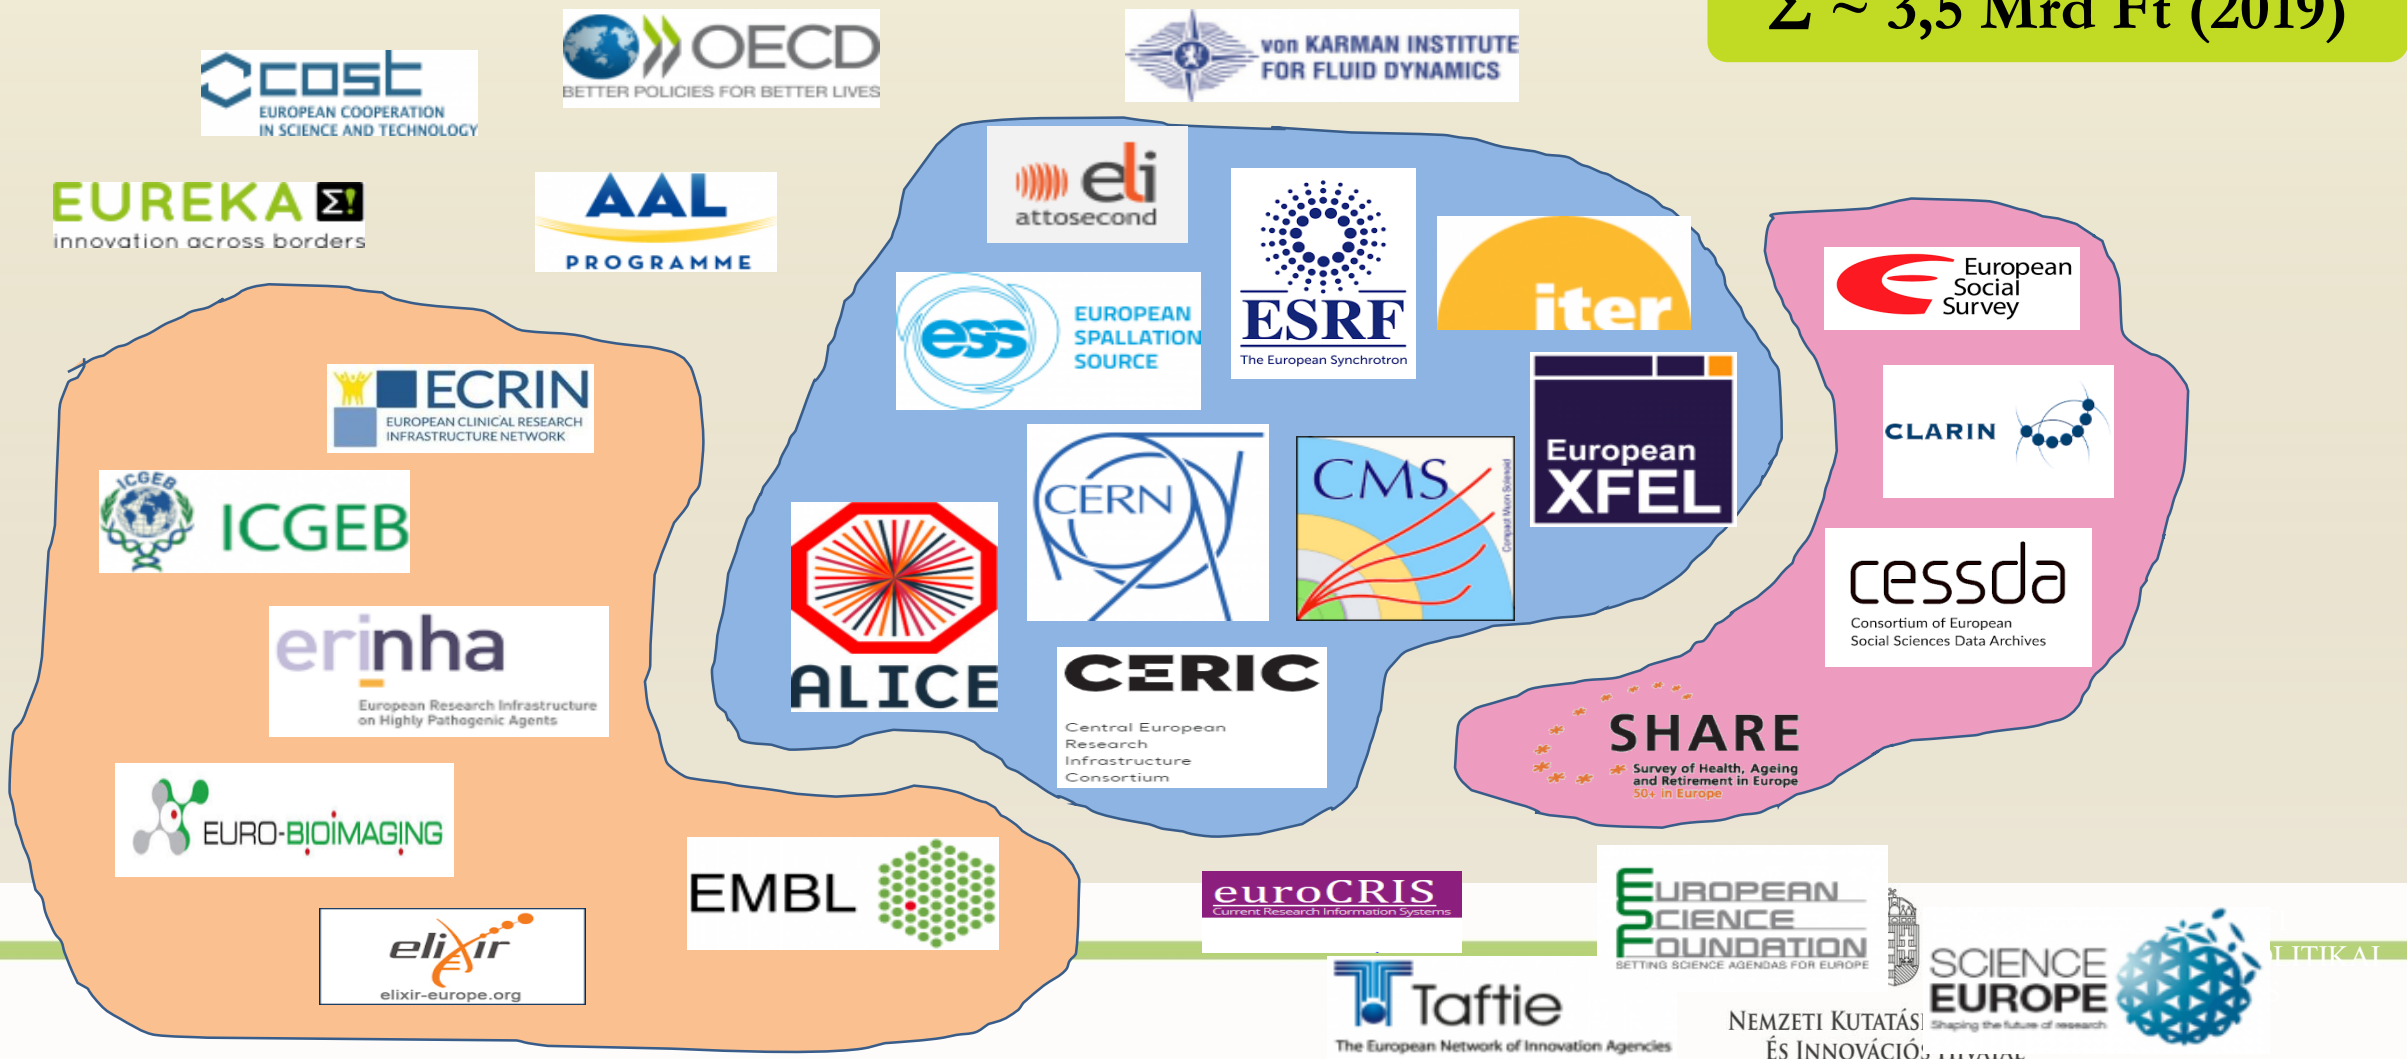 Σ ~ 3,5 Mrd Ft (2019)
cost
EUROPEAN COOPERATION
IN SCIENCE AND TECHNOLOGY
OECD
BETTER POLICIES FOR BETTER LIVES
von KARMAN INSTITUTE
FOR FLUID DYNAMICS
EUREKA Σ!
innovation across borders
AAL
PROGRAMME
eli
attosecond
ESRF
The European Synchrotron
iter
ess
EUROPEAN
SPALLATION
SOURCE
European
XFEL
CERN
CMS
Compact Muon Solenoid
ALICE
CERIC
Central European
Research
Infrastructure
Consortium
European
Social
Survey
CLARIN
cessda
Consortium of European
Social Sciences Data Archives
SHARE
Survey of Health, Ageing
and Retirement in Europe
50+ in Europe
ECRIN
EUROPEAN CLINICAL RESEARCH
INFRASTRUCTURE NETWORK
ICGEB
ICGEB
erinha
European Research Infrastructure
on Highly Pathogenic Agents
EURO-BIOIMAGING
EMBL
elixir
elixir-europe.org
euroCRIS
Current Research Information Systems
EUROPEAN
SCIENCE
FOUNDATION
SETTING SCIENCE AGENDAS FOR EUROPE
Taftie
The European Network of Innovation Agencies
SCIENCE
EUROPE
Shaping the future of research
NEMZETI KUTATÁSI
ÉS INNOVÁCIÓS